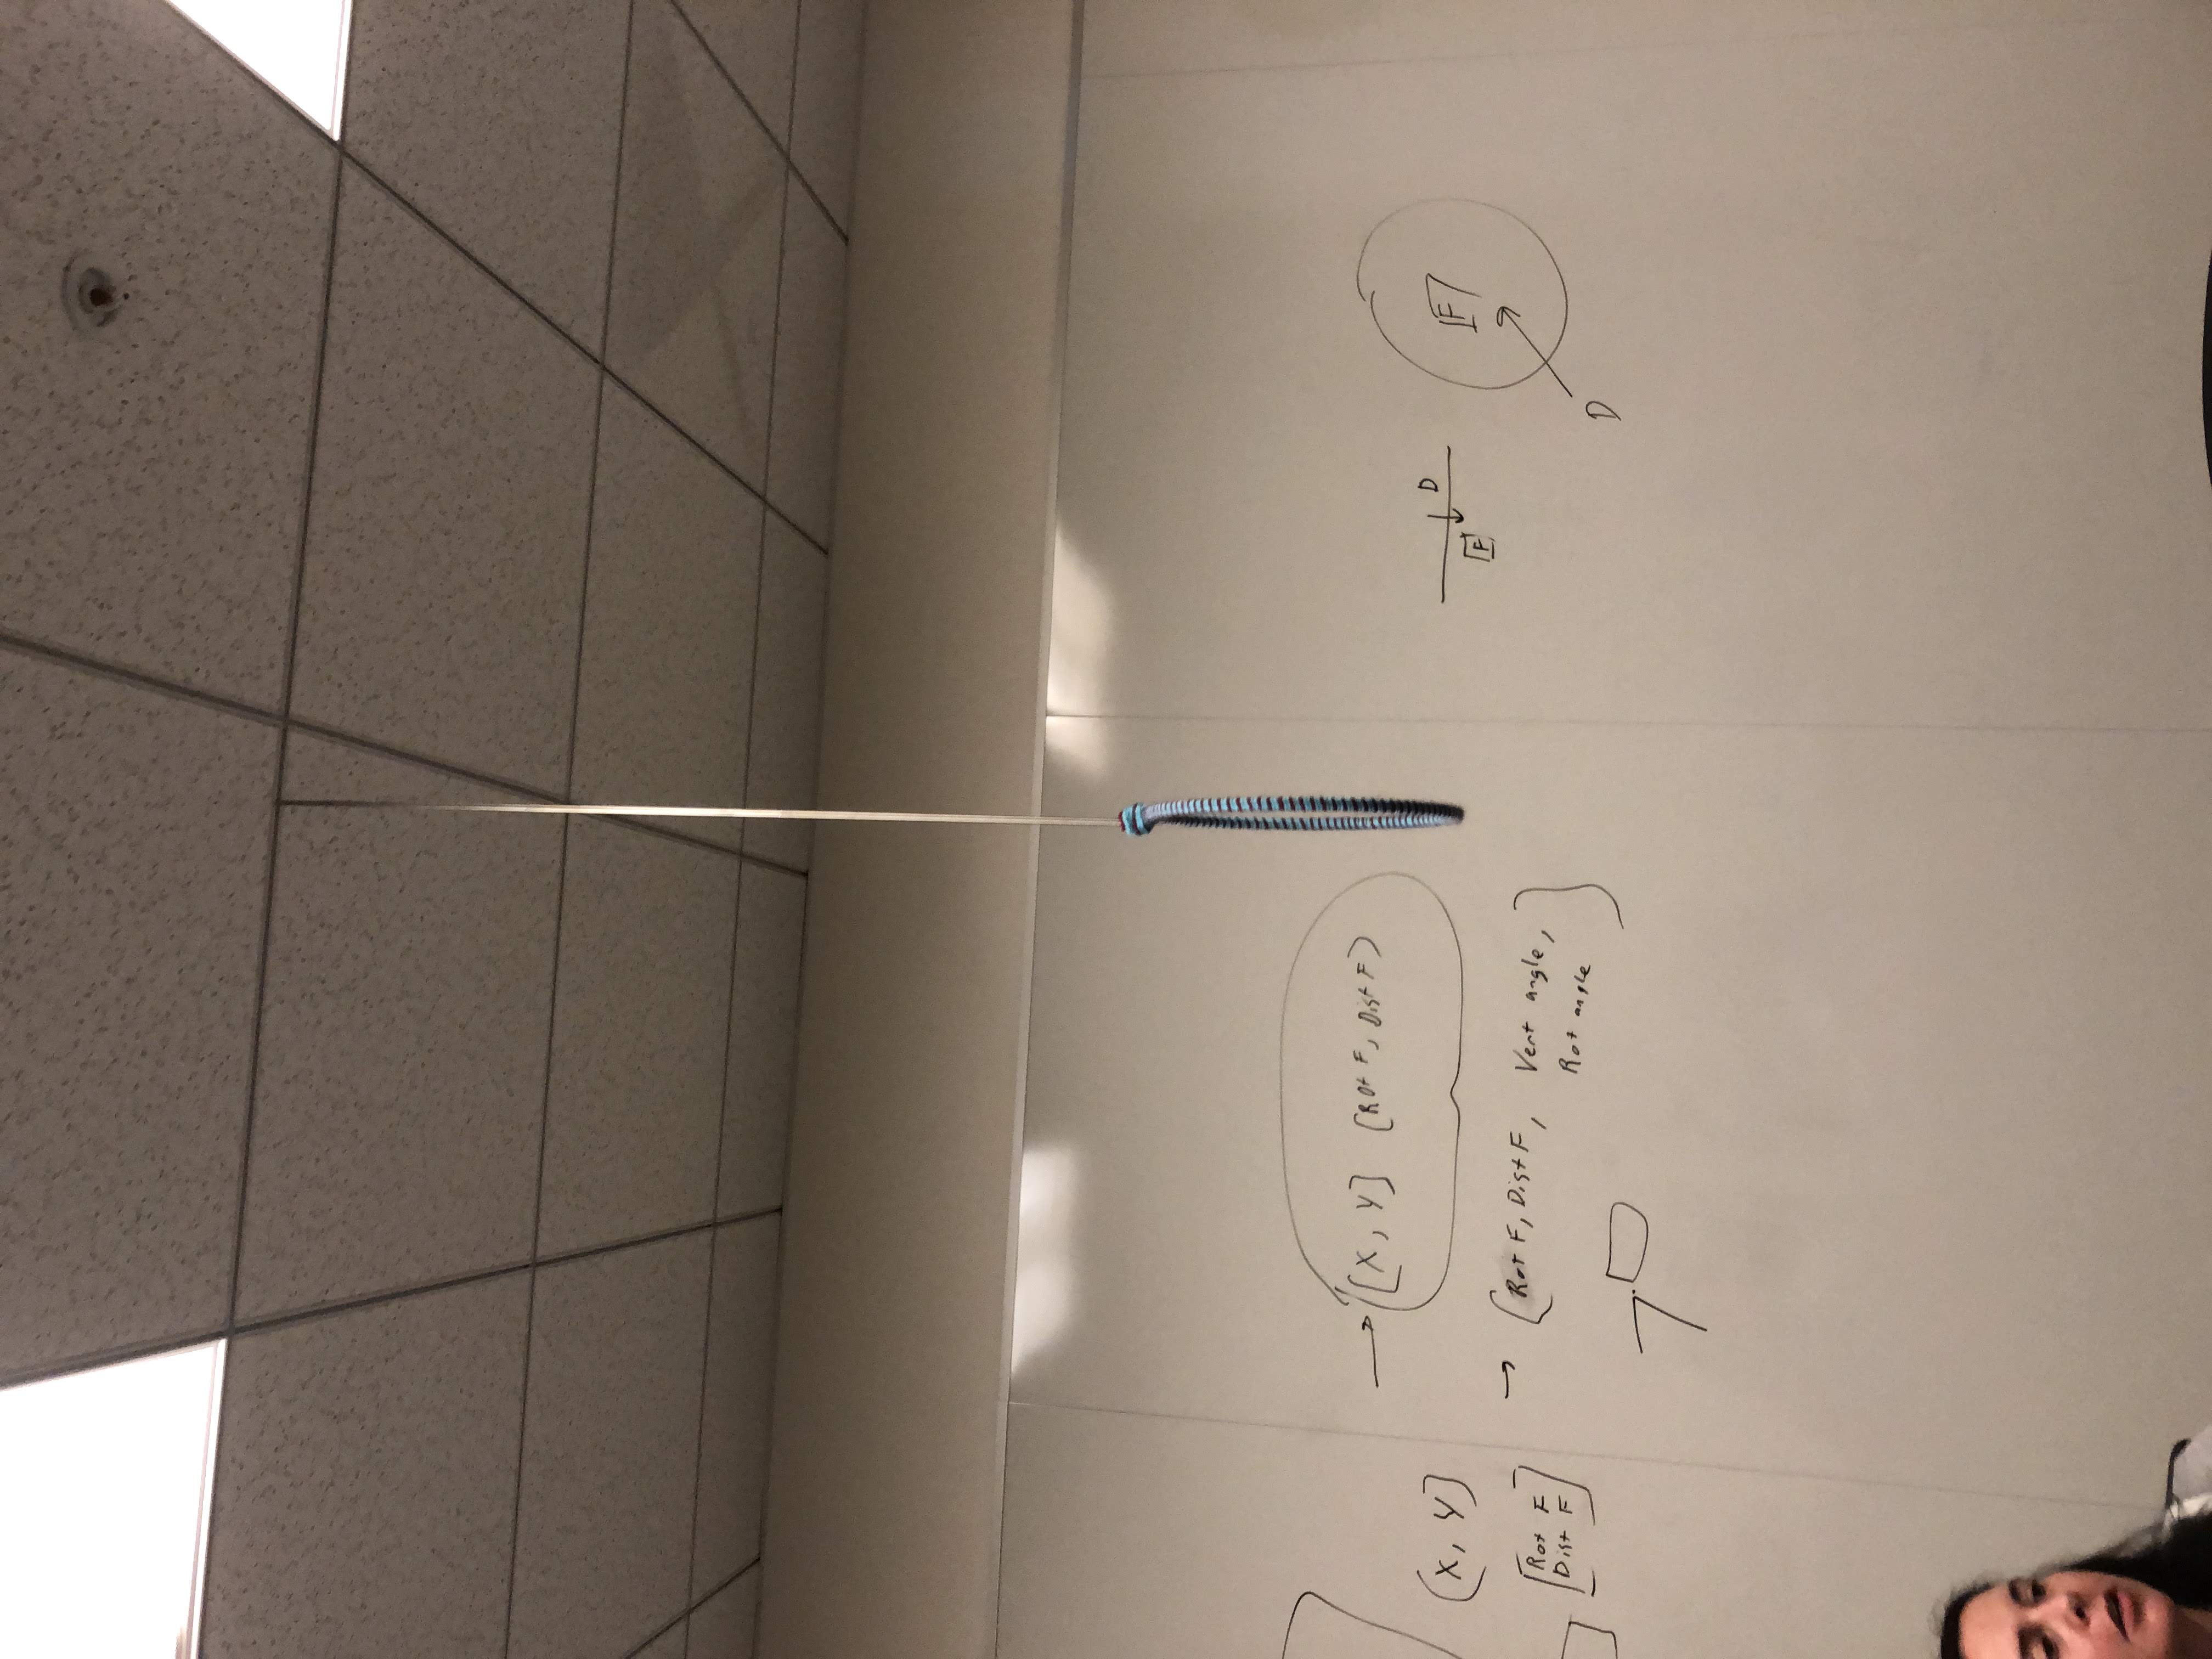 [X, Y] (Rot F, Dist F)
(X, Y]
[Rot F
Dist F]
→ (Rot F, Dist F, Vert angle,
Rot angle)
D
[F]
[F]
D